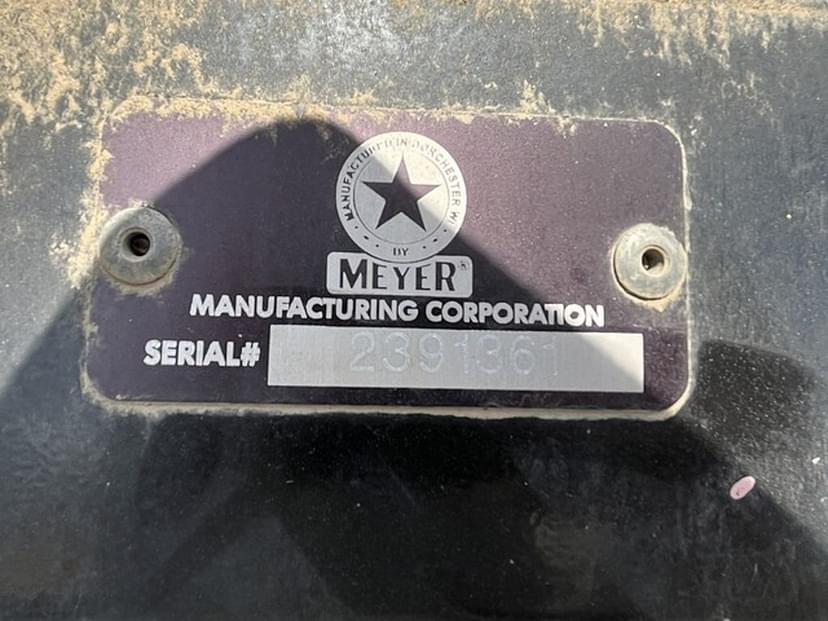 MANUFACTURED IN DORCHESTER WI
BY
MEYER®
MANUFACTURING CORPORATION
SERIAL# 2391361